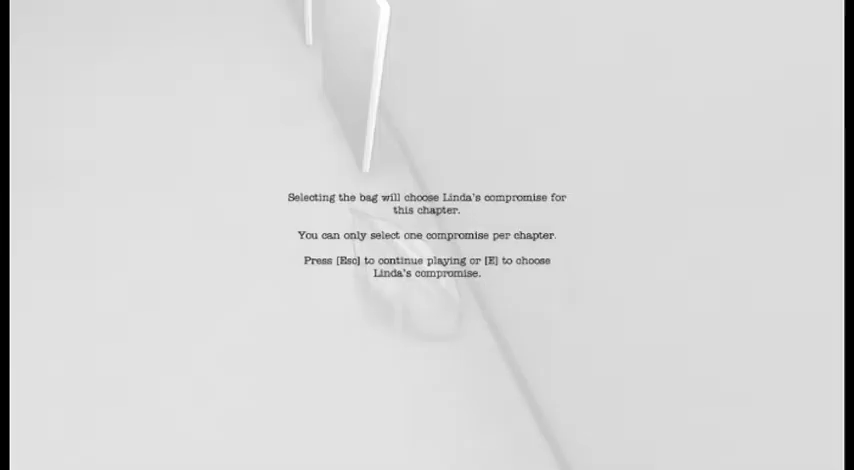 Selecting the bag will choose Linda's compromise for
this chapter.
You can only select one compromise per chapter.
Press [Esc] to continue playing or [E] to choose
Linda's compromise.